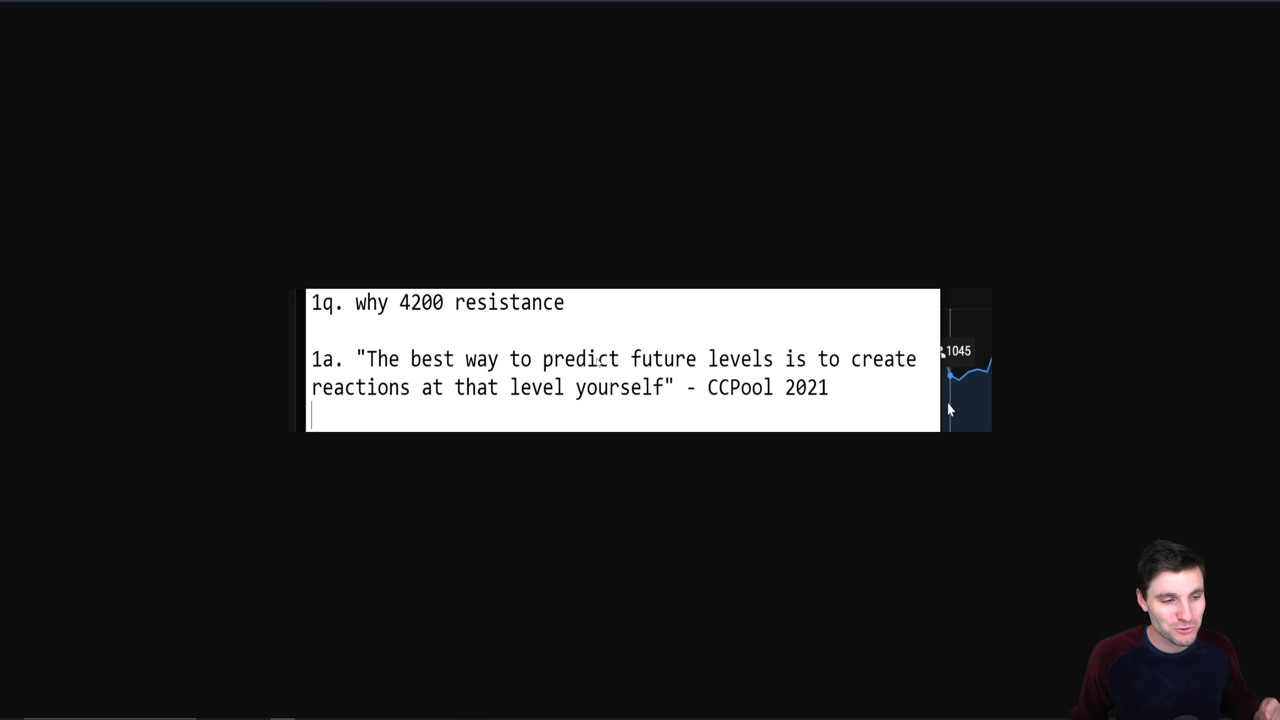 1q. why 4200 resistance
1a. "The best way to predict future levels is to create
reactions at that level yourself" - CCPool 2021
1045